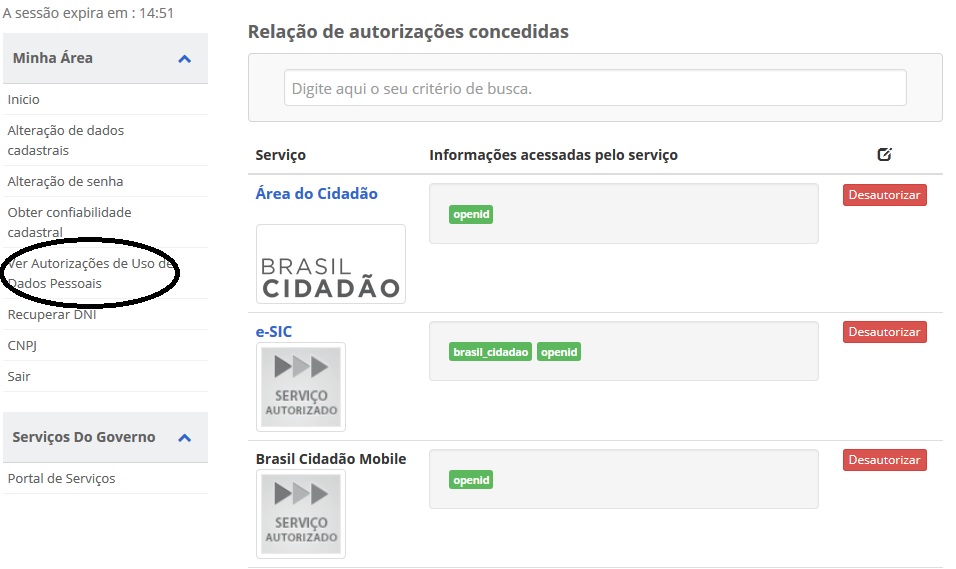 A sessão expira em : 14:51
Minha Área
Inicio
Alteração de dados
cadastrais
Alteração de senha
Obter confiabilidade
cadastral
Ver Autorizações de Uso de
Dados Pessoais
Recuperar DNI
CNPJ
Sair
Serviços Do Governo
Portal de Serviços
Relação de autorizações concedidas
Digite aqui o seu critério de busca.
Serviço Informações acessadas pelo serviço
Área do Cidadão openid Desautorizar
BRASIL
CIDADÃO
e-SIC brasil_cidadao openid Desautorizar
SERVIÇO
AUTORIZADO
Brasil Cidadão Mobile openid Desautorizar
SERVIÇO
AUTORIZADO